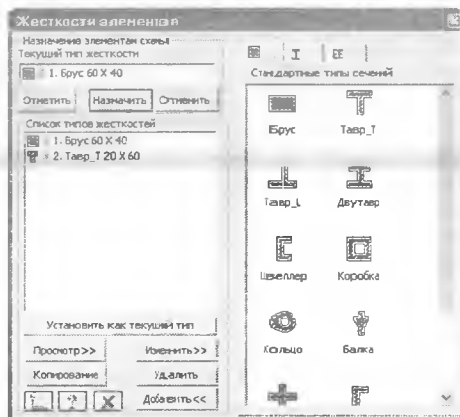 Жесткости элементов
Назначение элементам схемы
Текущий тип жесткости
1. Брус 60 X 40
Отметить Назначить Отменить
Список типов жесткостей
1. Брус 60 X 40
2. Тавр_Т 20 X 60
Установить как текущий тип
Просмотр>> Изменить>>
Копирование Удалить
Добавить<<
Стандартные типы сечений
Брус Тавр_Т
Тавр_L Двутавр
Швеллер Коробка
Кольцо Балка